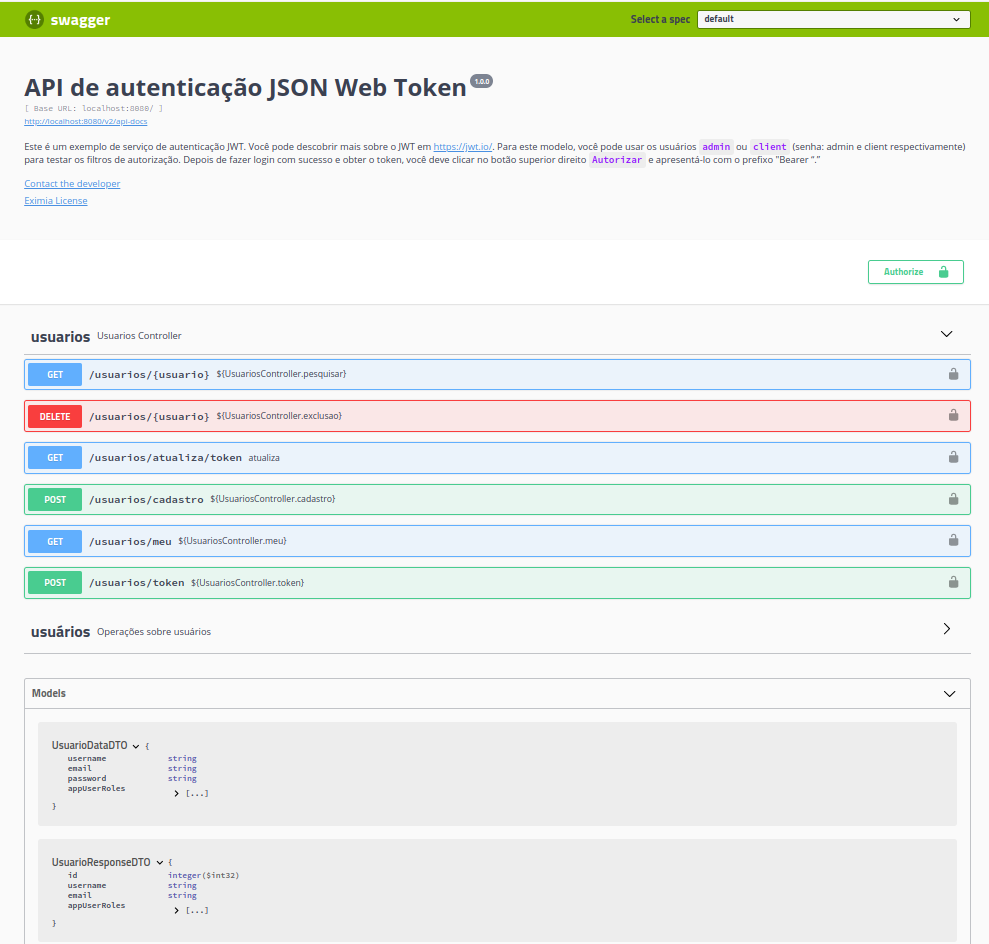 swagger
Select a spec
default
API de autenticação JSON Web Token 1.0.0
[ Base URL: localhost:8080/ ]
http://localhost:8080/v2/api-docs
Este é um exemplo de serviço de autenticação JWT. Você pode descobrir mais sobre o JWT em https://jwt.io/. Para este modelo, você pode usar os usuários admin ou client (senha: admin e client respectivamente)
para testar os filtros de autorização. Depois de fazer login com sucesso e obter o token, você deve clicar no botão superior direito Autorizar e apresentá-lo com o prefixo "Bearer "."
Contact the developer
Eximia License
Authorize
usuarios Usuarios Controller
GET /usuarios/{usuario} ${UsuariosController.pesquisar}
DELETE /usuarios/{usuario} ${UsuariosController.exclusao}
GET /usuarios/atualiza/token atualiza
POST /usuarios/cadastro ${UsuariosController.cadastro}
GET /usuarios/meu ${UsuariosController.meu}
POST /usuarios/token ${UsuariosController.token}
usuários Operações sobre usuários
Models
UsuarioDataDTO {
username string
email string
password string
appUserRoles [...]
}
UsuarioResponseDTO {
id integer($int32)
username string
email string
appUserRoles [...]
}